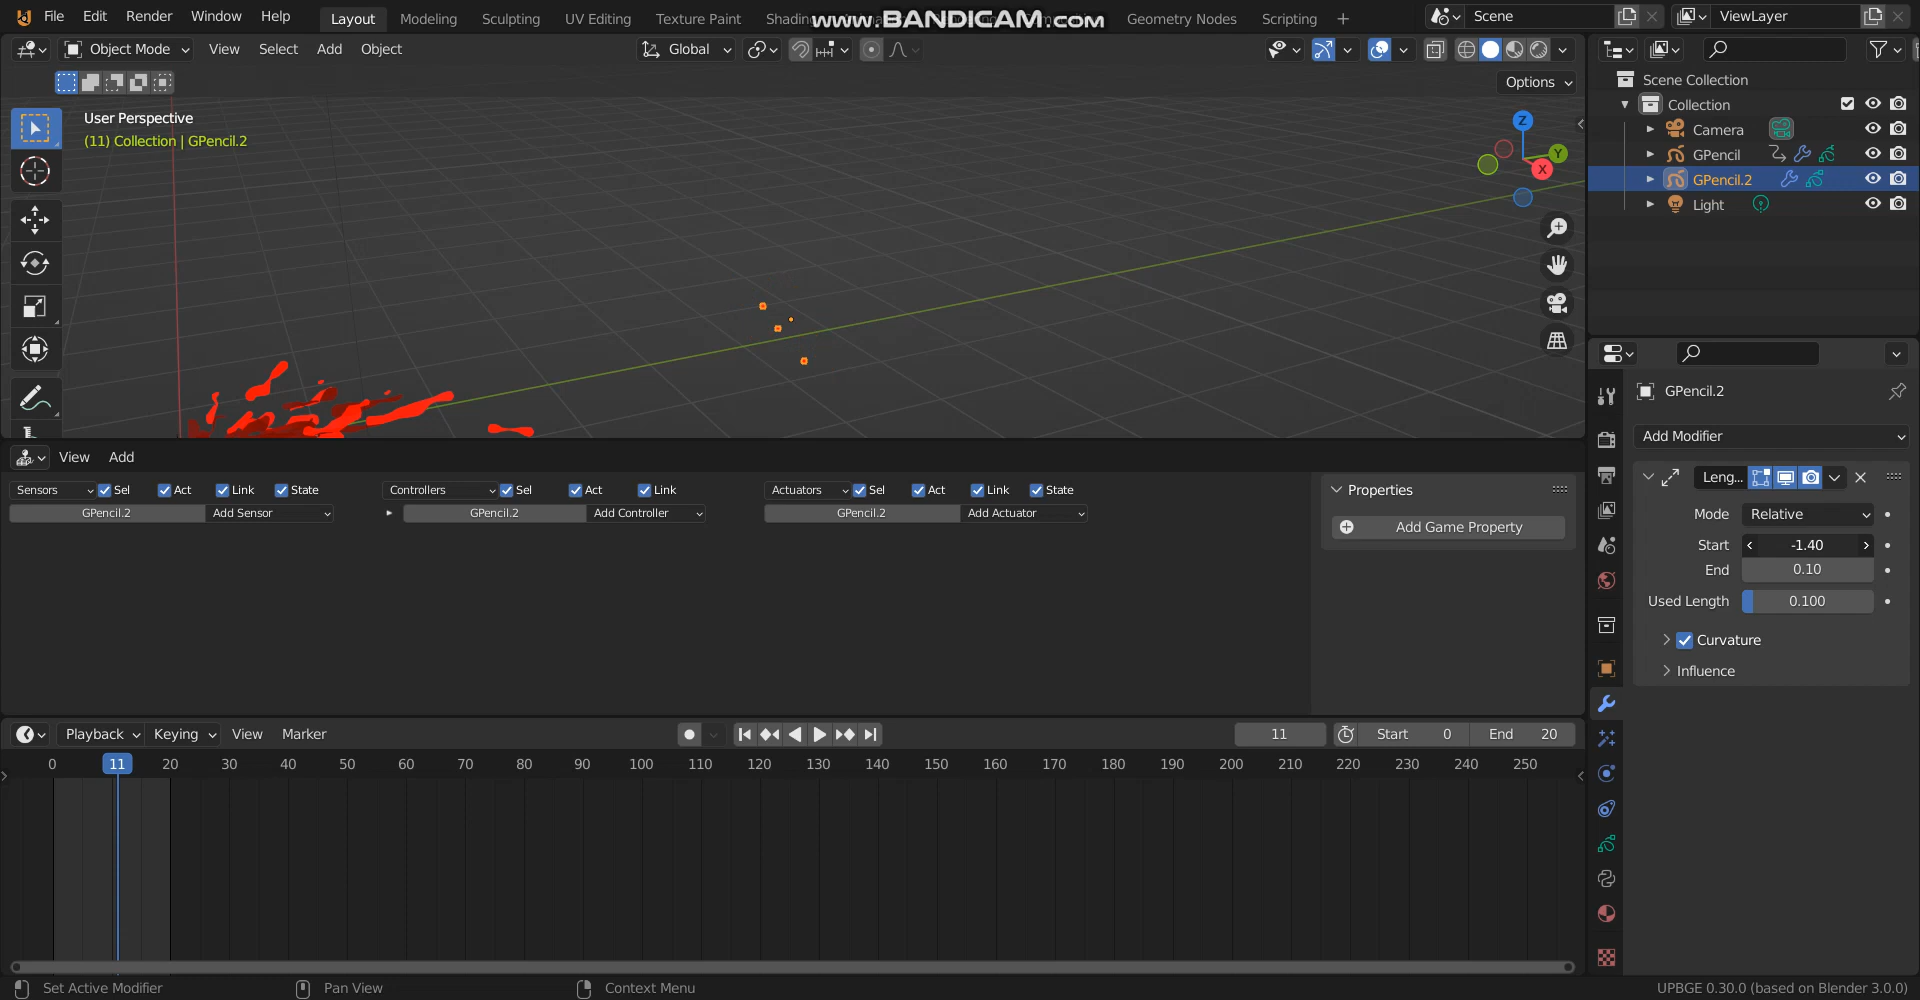 File Edit Render Window Help Layout Modeling Sculpting UV Editing Texture Paint Shading Geometry Nodes Scripting Scene ViewLayer
www.BANDICAM.com
Object Mode View Select Add Object Global
Options
User Perspective
(11) Collection | GPencil.2
Z
Y
X
Scene Collection
Collection
Camera
GPencil
GPencil.2
Light
View Add
Sensors Sel Act Link State Controllers Sel Act Link Actuators Sel Act Link State
GPencil.2 Add Sensor GPencil.2 Add Controller GPencil.2 Add Actuator
Properties
Add Game Property
GPencil.2
Add Modifier
Leng...
Mode Relative
Start -1.40
End 0.10
Used Length 0.100
Curvature
Influence
Playback Keying View Marker 11 Start 0 End 20
0 11 20 30 40 50 60 70 80 90 100 110 120 130 140 150 160 170 180 190 200 210 220 230 240 250
Set Active Modifier Pan View Context Menu UPBGE 0.30.0 (based on Blender 3.0.0)